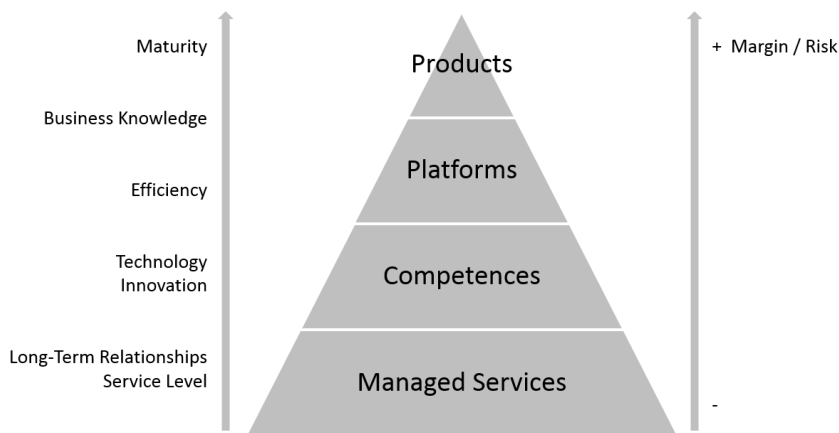 Maturity
Business Knowledge
Efficiency
Technology
Innovation
Long-Term Relationships
Service Level
Products
Platforms
Competences
Managed Services
+ Margin / Risk
-